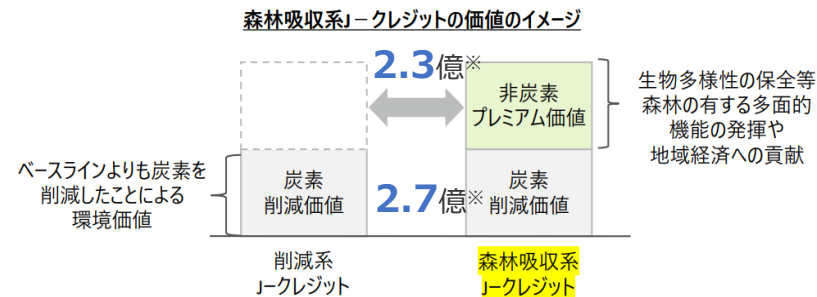 森林吸収系J－クレジットの価値のイメージ
2.3億※
非炭素
プレミアム価値
生物多様性の保全等
森林の有する多面的
機能の発揮や
地域経済への貢献
ベースラインよりも炭素を
削減したことによる
環境価値
炭素
削減価値
2.7億※
炭素
削減価値
削減系
J－クレジット
森林吸収系
J－クレジット